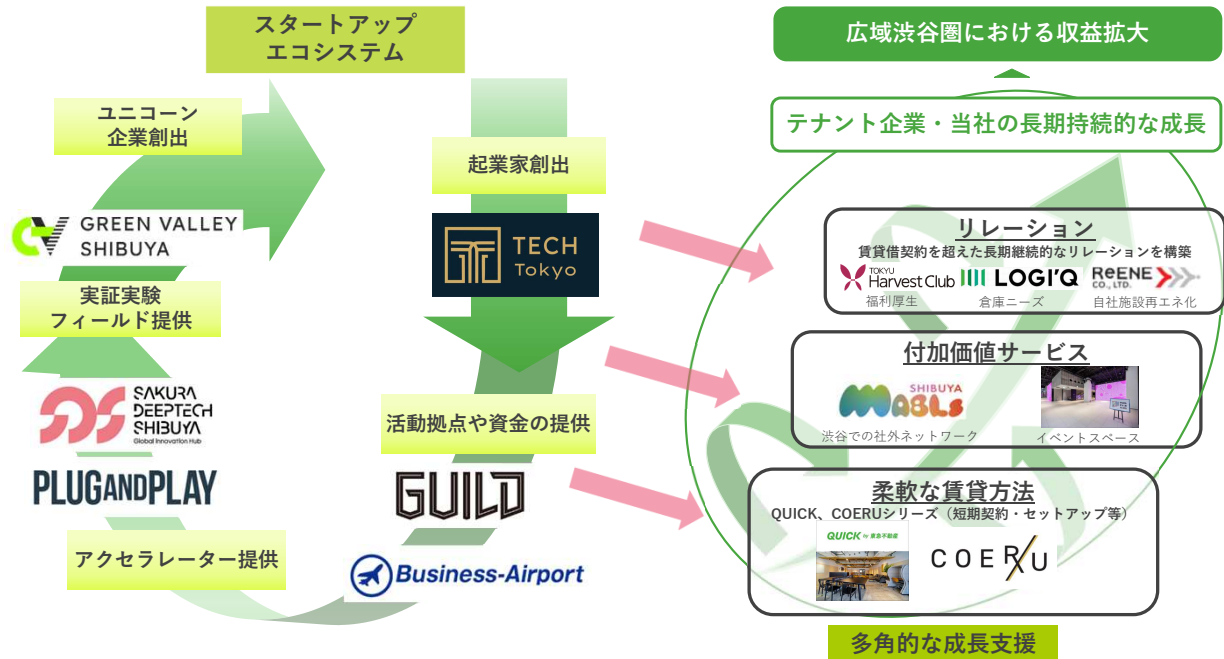 スタートアップ
エコシステム
ユニコーン
企業創出
GREEN VALLEY
SHIBUYA
実証実験
フィールド提供
SAKURA
DEEPTECH
SHIBUYA
Global Innovation Hub
PLUGANDPLAY
アクセラレーター提供
起業家創出
TECH
Tokyo
活動拠点や資金の提供
GUILD
Business-Airport
広域渋谷圏における収益拡大
テナント企業・当社の長期持続的な成長
リレーション
賃貸借契約を超えた長期継続的なリレーションを構築
TOKYU
Harvest Club
福利厚生
LOGI'Q
倉庫ニーズ
ReENE
CO., LTD.
自社施設再エネ化
付加価値サービス
SHIBUYA
MABLs
渋谷での社外ネットワーク
イベントスペース
柔軟な賃貸方法
QUICK、COERUシリーズ（短期契約・セットアップ等）
QUICK by 東急不動産
COERU
多角的な成長支援